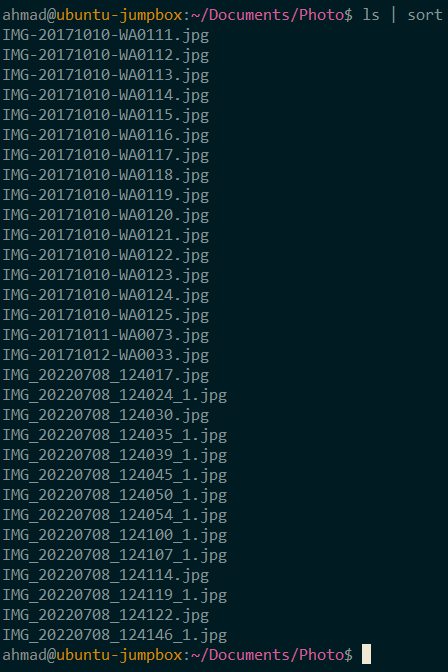 ahmad@ubuntu-jumpbox:~/Documents/Photo$ ls | sort
IMG-20171010-WA0111.jpg
IMG-20171010-WA0112.jpg
IMG-20171010-WA0113.jpg
IMG-20171010-WA0114.jpg
IMG-20171010-WA0115.jpg
IMG-20171010-WA0116.jpg
IMG-20171010-WA0117.jpg
IMG-20171010-WA0118.jpg
IMG-20171010-WA0119.jpg
IMG-20171010-WA0120.jpg
IMG-20171010-WA0121.jpg
IMG-20171010-WA0122.jpg
IMG-20171010-WA0123.jpg
IMG-20171010-WA0124.jpg
IMG-20171010-WA0125.jpg
IMG-20171011-WA0073.jpg
IMG-20171012-WA0033.jpg
IMG_20220708_124017.jpg
IMG_20220708_124024_1.jpg
IMG_20220708_124030.jpg
IMG_20220708_124035_1.jpg
IMG_20220708_124039_1.jpg
IMG_20220708_124045_1.jpg
IMG_20220708_124050_1.jpg
IMG_20220708_124054_1.jpg
IMG_20220708_124100_1.jpg
IMG_20220708_124107_1.jpg
IMG_20220708_124114.jpg
IMG_20220708_124119_1.jpg
IMG_20220708_124122.jpg
IMG_20220708_124146_1.jpg
ahmad@ubuntu-jumpbox:~/Documents/Photo$